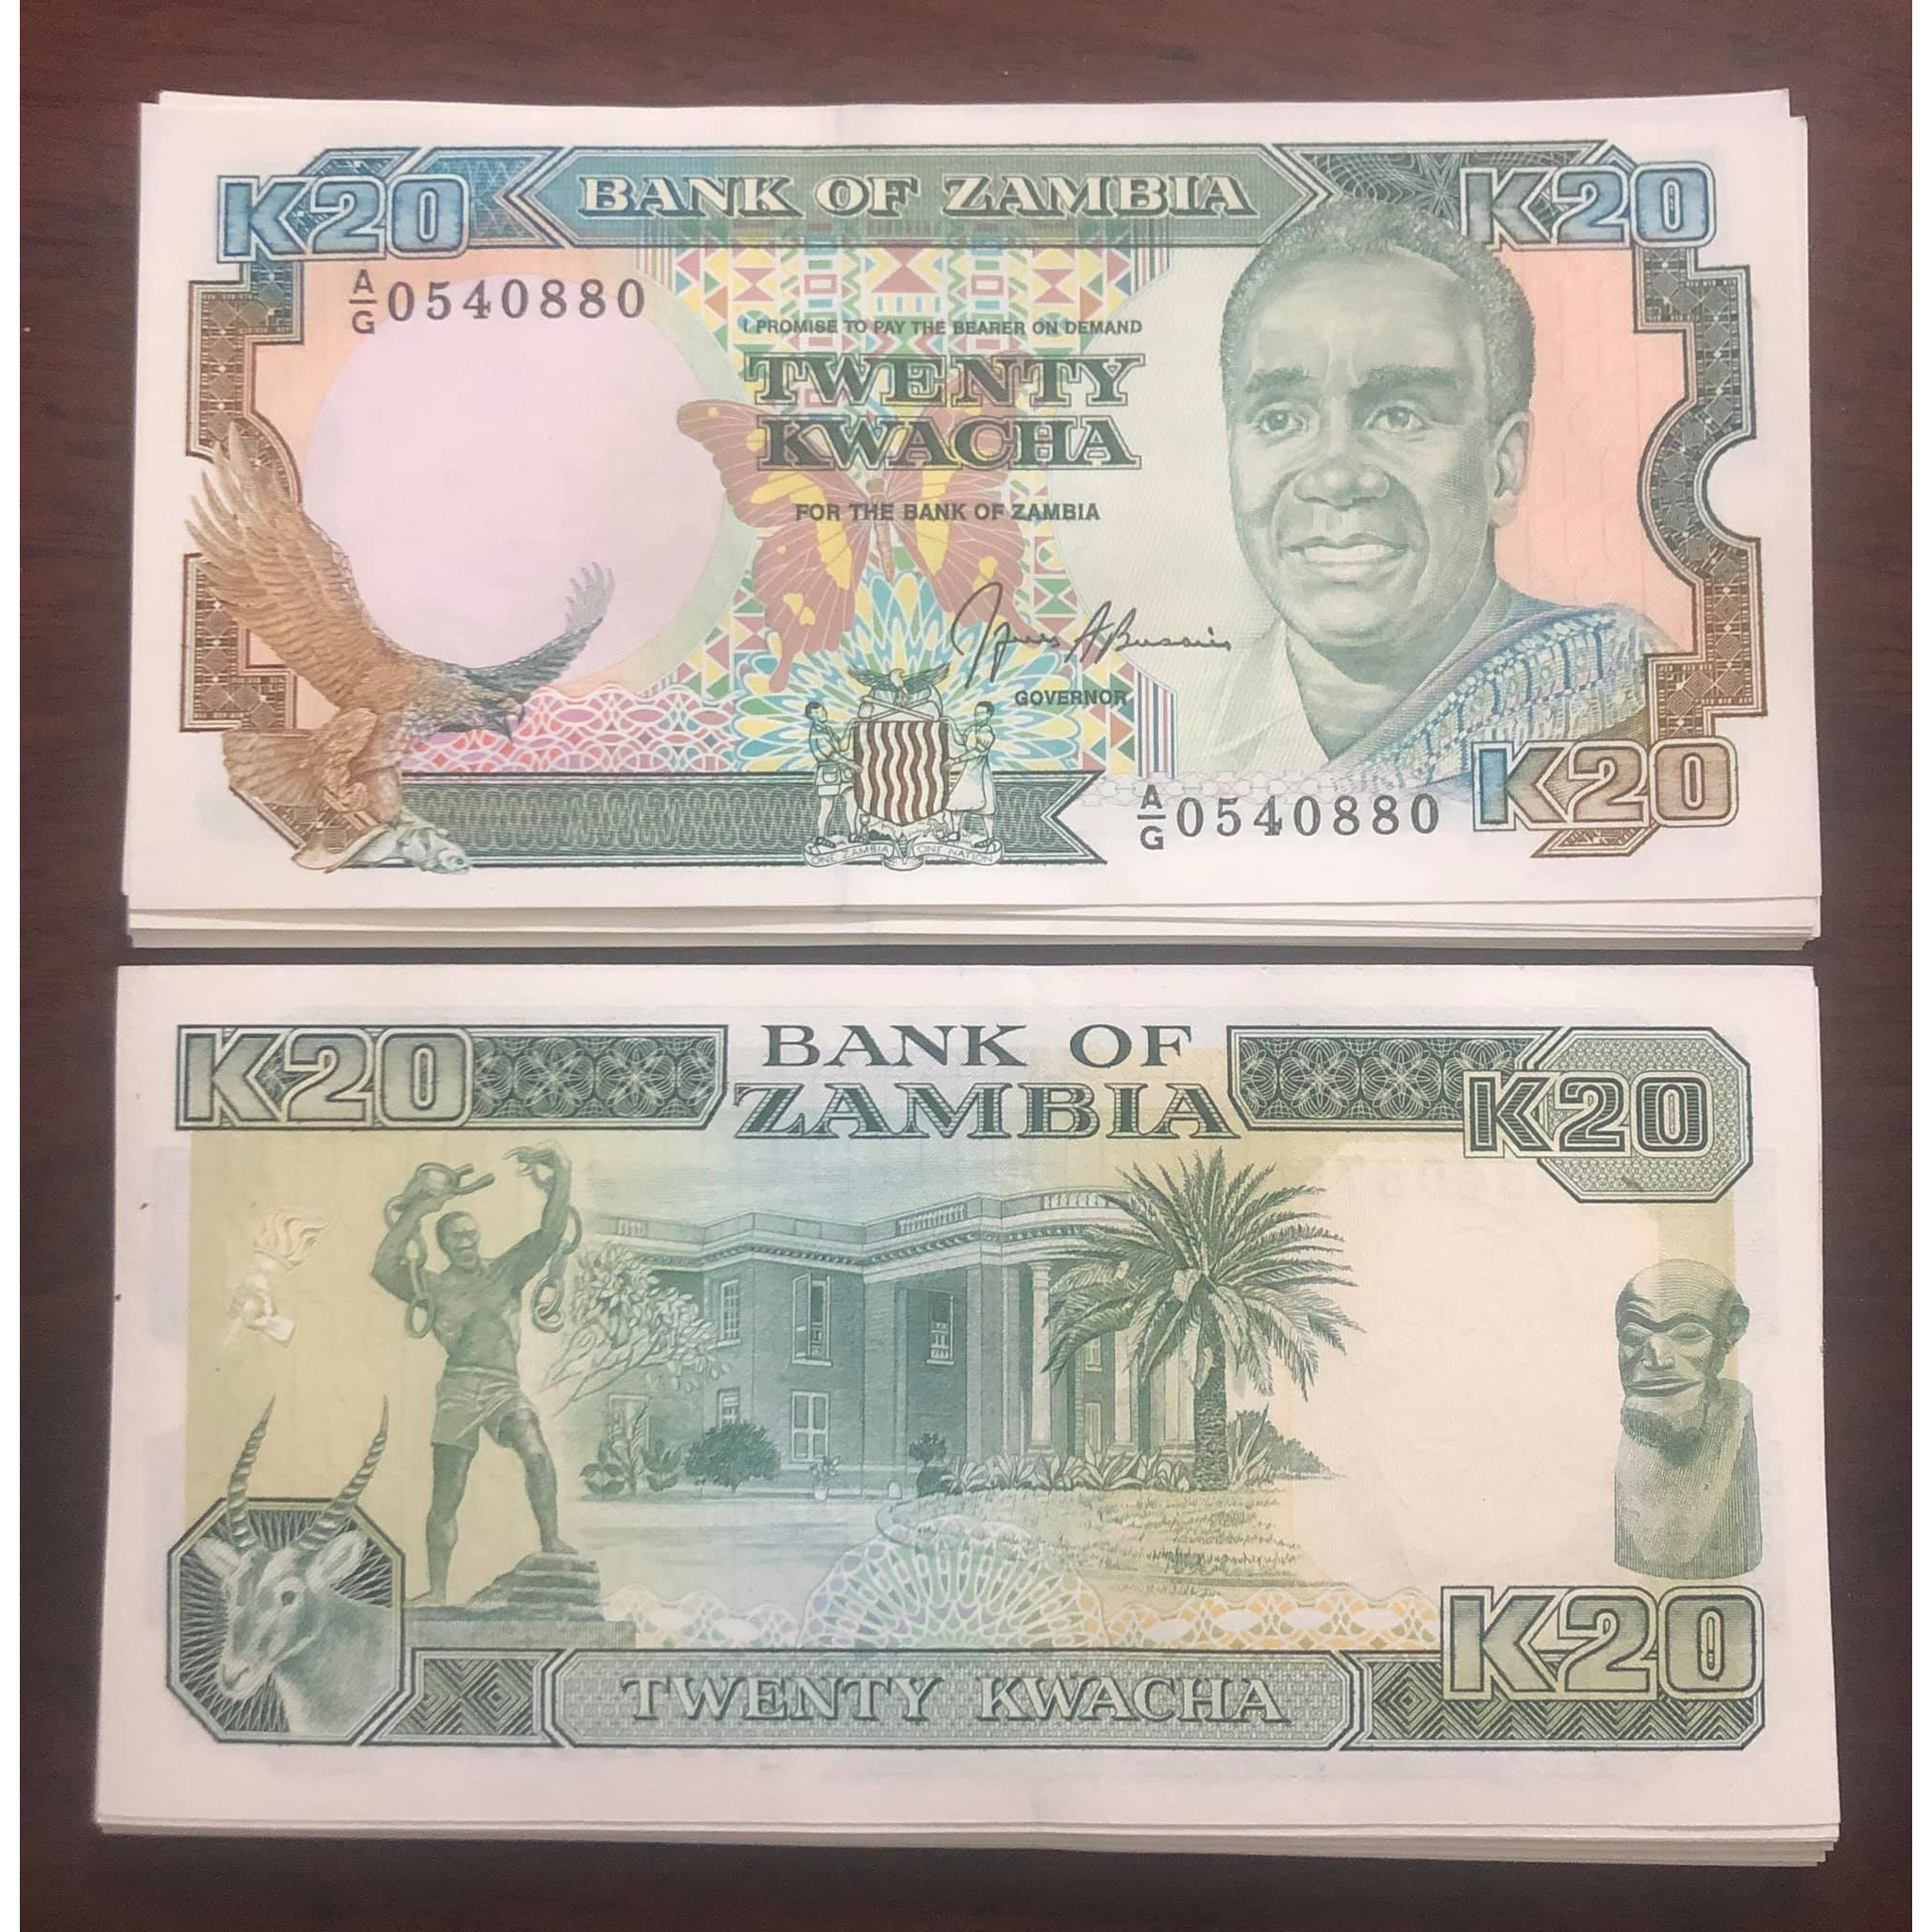 K20 BANK OF ZAMBIA K20
A/G 0540880
I PROMISE TO PAY THE BEARER ON DEMAND
TWENTY
KWACHA
FOR THE BANK OF ZAMBIA
GOVERNOR
K20
A/G 0540880
ONE ZAMBIA ONE NATION
K20 BANK OF K20
ZAMBIA
K20
TWENTY KWACHA